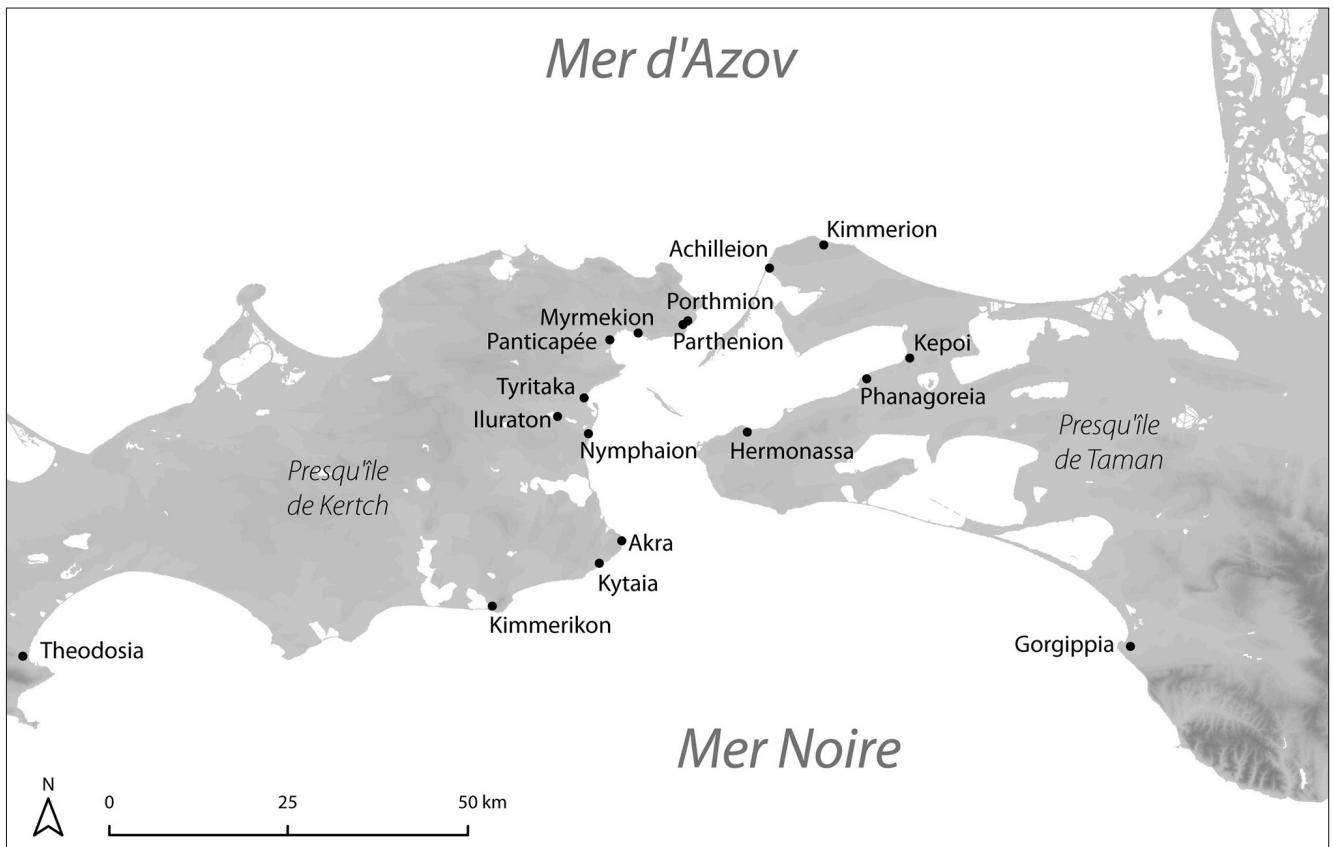 Mer d'Azov
Kimmerion
Achilleion
Porthmion
Myrmekion
Panticapée
Parthenion
Kepoi
Tyritaka
Phanagoreia
Iluraton
Nymphaion
Hermonassa
Presqu'île
de Taman
Presqu'île
de Kertch
Akra
Kytaia
Kimmerikon
Theodosia
Gorgippia
Mer Noire
N
0 25 50 km